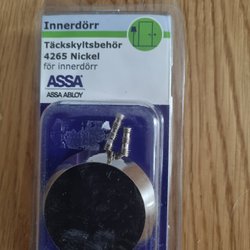 Innerdörr
Täckskyltsbehör
4265 Nickel
för innerdörr
ASSA
ASSA ABLOY